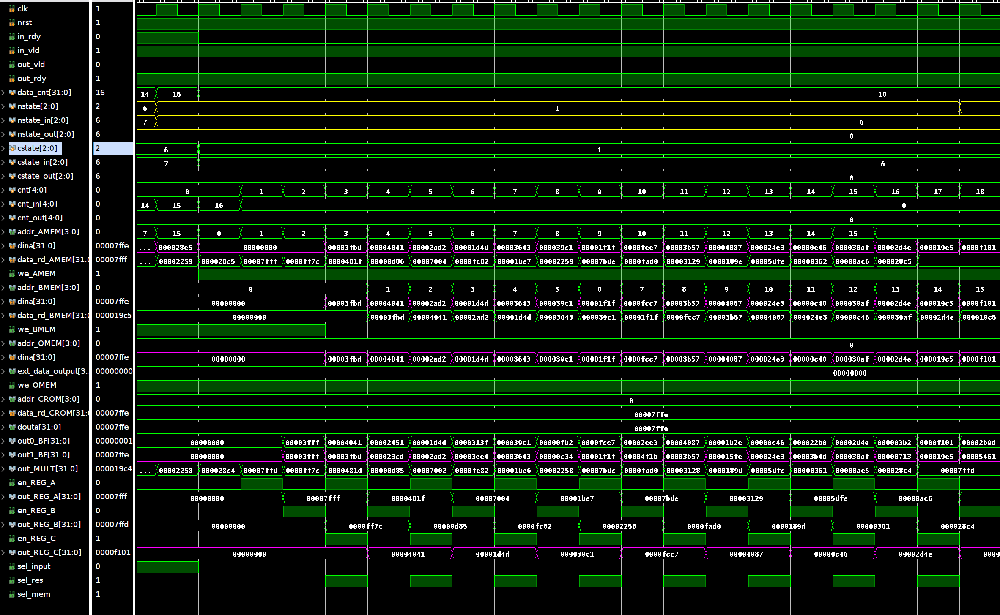 clk 1
nrst 1
in_rdy 0
in_vld 1
out_vld 0
out_rdy 1
data_cnt[31:0] 16 14 15 16
nstate[2:0] 2 6 1
nstate_in[2:0] 6 7 6
nstate_out[2:0] 6 6
cstate[2:0] 2 6 1
cstate_in[2:0] 6 7 6
cstate_out[2:0] 6 6
cnt[4:0] 0 0 1 2 3 4 5 6 7 8 9 10 11 12 13 14 15 16 17 18
cnt_in[4:0] 0 14 15 16 0
cnt_out[4:0] 0 0
addr_AMEM[3:0] 0 7 15 0 1 2 3 4 5 6 7 8 9 10 11 12 13 14 15
dina[31:0] 00007ffe ... 000028c5 00000000 00003fbd 00004041 00002ad2 00001d4d 00003643 000039c1 00001f1f 0000fcc7 00003b57 00004087 000024e3 00000c46 000030af 00002d4e 000019c5 0000f101
data_rd_AMEM[31:0 00007fff ... 00002259 000028c5 00007fff 0000ff7c 0000481f 00000d86 00007004 0000fc82 00001be7 00002259 00007bde 0000fad0 00003129 0000189e 00005dfe 00000362 00000ac6 000028c5
we_AMEM 1
addr_BMEM[3:0] 0 0 1 2 3 4 5 6 7 8 9 10 11 12 13 14 15
dina[31:0] 00007ffe 00000000 00003fbd 00004041 00002ad2 00001d4d 00003643 000039c1 00001f1f 0000fcc7 00003b57 00004087 000024e3 00000c46 000030af 00002d4e 000019c5 0000f101
data_rd_BMEM[31:0 000019c5 00000000 00003fbd 00004041 00002ad2 00001d4d 00003643 000039c1 00001f1f 0000fcc7 00003b57 00004087 000024e3 00000c46 000030af 00002d4e 000019c5
we_BMEM 1
addr_OMEM[3:0] 0 0
dina[31:0] 00007ffe 00000000 00003fbd 00004041 00002ad2 00001d4d 00003643 000039c1 00001f1f 0000fcc7 00003b57 00004087 000024e3 00000c46 000030af 00002d4e 000019c5 0000f101
ext_data_output[3... 00000000 00000000
we_OMEM 1
addr_CROM[3:0] 0 0
data_rd_CROM[31:0 00007ffe 00007ffe
douta[31:0] 00007ffe 00007ffe
out0_BF[31:0] 00000001 00000000 00003fff 00004041 00002451 00001d4d 0000313f 000039c1 00000fb2 0000fcc7 00002cc3 00004087 00001b2c 00000c46 000022b0 00002d4e 000003b2 0000f101 00002b9d
out1_BF[31:0] 00007ffe 00000000 00003fff 00003fbd 000023cd 00002ad2 00003ec4 00003643 00000c34 00001f1f 00004f1b 00003b57 000015fc 000024e3 00003b4d 000030af 00000713 000019c5 00005461
out_MULT[31:0] 000019c4 ... 00002258 000028c4 00007ffd 0000ff7c 0000481d 00000d85 00007002 0000fc82 00001be6 00002258 00007bdc 0000fad0 00003128 0000189d 00005dfc 00000361 00000ac5 000028c4 00007ffd
en_REG_A 0
out_REG_A[31:0] 00007fff 00000000 00007fff 0000481f 00007004 00001be7 00007bde 00003129 00005dfe 00000ac6
en_REG_B 0
out_REG_B[31:0] 00007ffd 00000000 0000ff7c 00000d85 0000fc82 00002258 0000fad0 0000189d 00000361 000028c4
en_REG_C 1
out_REG_C[31:0] 0000f101 00000000 00004041 00001d4d 000039c1 0000fcc7 00004087 00000c46 00002d4e 0000
sel_input 0
sel_res 1
sel_mem 1